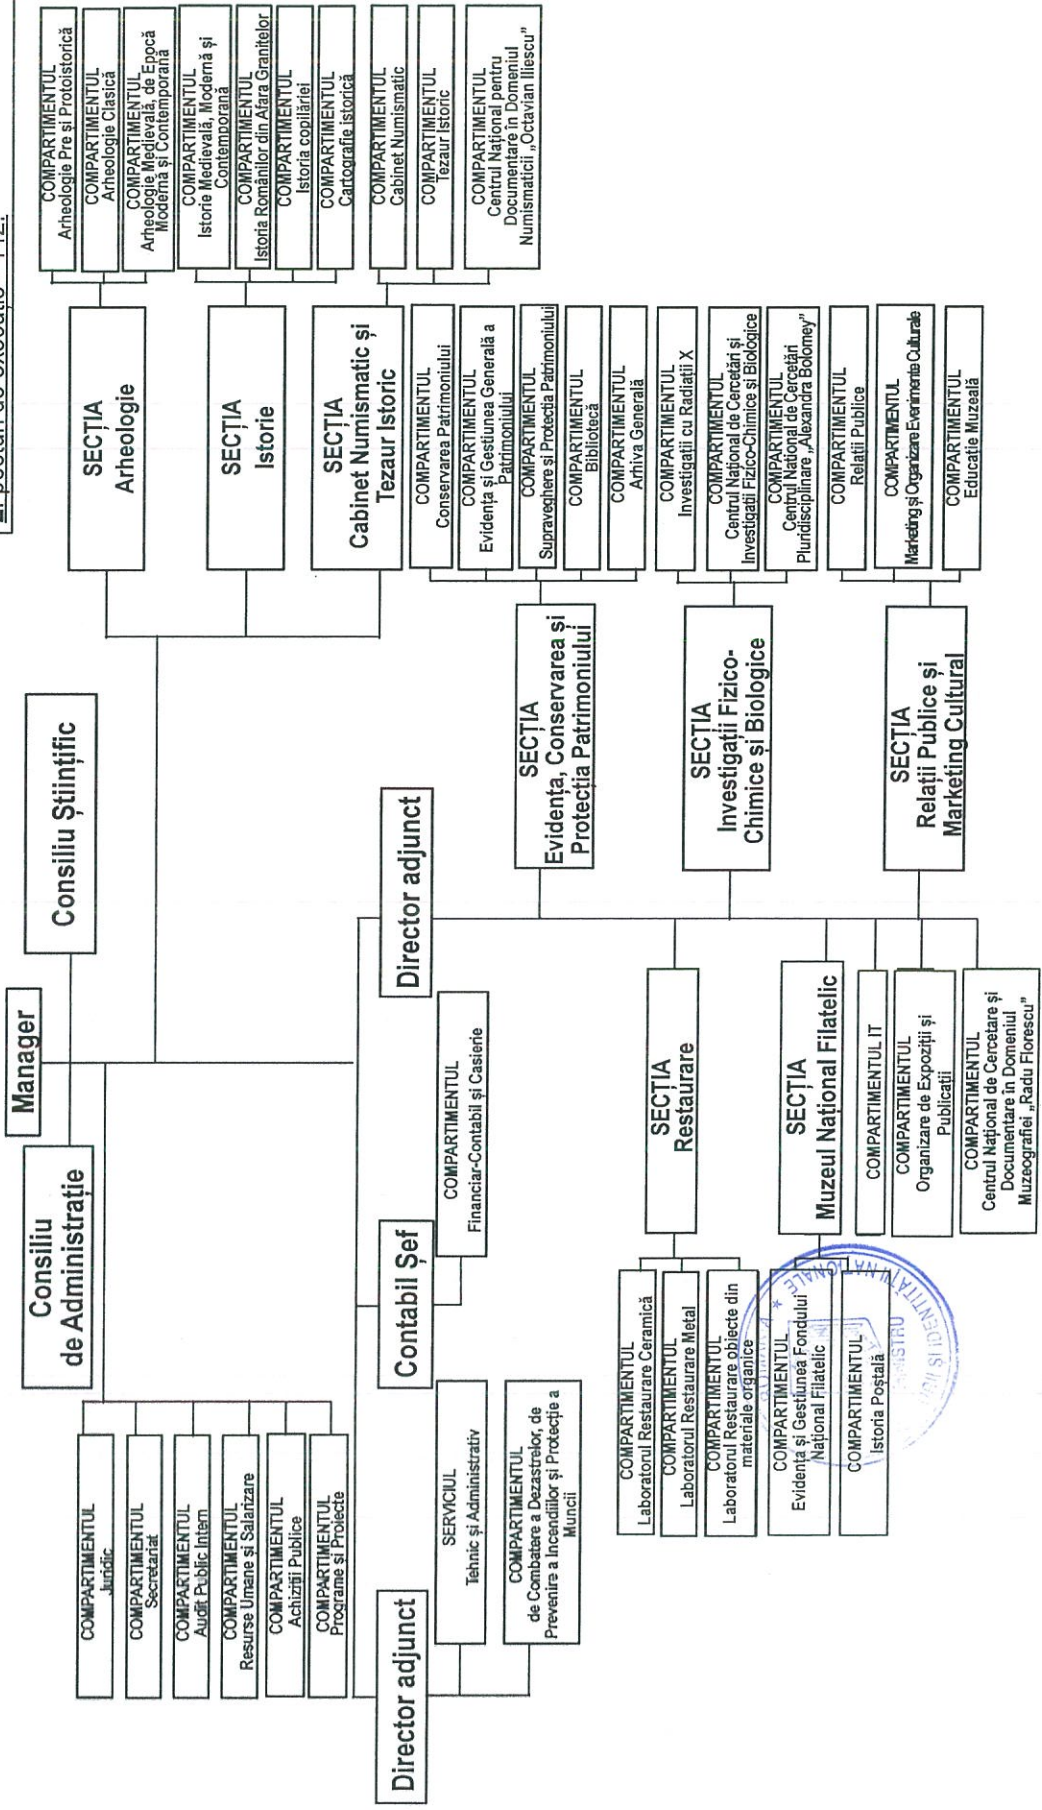 Manager
Consiliu
de Administrație
Consiliu Științific
COMPARTIMENTUL
Juridic
COMPARTIMENTUL
Secretariat
COMPARTIMENTUL
Audit Public Intern
COMPARTIMENTUL
Resurse Umane și Salarizare
COMPARTIMENTUL
Achiziții Publice
COMPARTIMENTUL
Programe și Proiecte
SECȚIA
Arheologie
COMPARTIMENTUL
Arheologie Pre și Protoistorică
COMPARTIMENTUL
Arheologie Clasică
COMPARTIMENTUL
Arheologie Medievală, de Epocă
Modernă și Contemporană
SECȚIA
Istorie
COMPARTIMENTUL
Istorie Medievală, Modernă și
Contemporană
COMPARTIMENTUL
Istoria Românilor din Afara Granițelor
COMPARTIMENTUL
Istoria copilăriei
COMPARTIMENTUL
Cartografie istorică
SECȚIA
Cabinet Numismatic și
Tezaur Istoric
COMPARTIMENTUL
Cabinet Numismatic
COMPARTIMENTUL
Tezaur Istoric
COMPARTIMENTUL
Centrul Național pentru
Documentare în Domeniul
Numismaticii „Octavian Iliescu”
Director adjunct
SERVICIUL
Tehnic și Administrativ
COMPARTIMENTUL
de Combatere a Dezastrelor, de
Prevenire a Incendiilor și Protecție a
Muncii
Contabil Șef
COMPARTIMENTUL
Financiar-Contabil și Casierie
Director adjunct
SECȚIA
Evidența, Conservarea și
Protecția Patrimoniului
COMPARTIMENTUL
Conservarea Patrimoniului
COMPARTIMENTUL
Evidența și Gestiunea Generală a
Patrimoniului
COMPARTIMENTUL
Supraveghere și Protecția Patrimoniului
COMPARTIMENTUL
Bibliotecă
COMPARTIMENTUL
Arhiva Generală
SECȚIA
Investigații Fizico-
Chimice și Biologice
COMPARTIMENTUL
Investigații cu Radiații X
COMPARTIMENTUL
Centrul Național de Cercetări și
Investigații Fizico-Chimice și Biologice
COMPARTIMENTUL
Centrul Național de Cercetări
Pluridisciplinare „Alexandra Bolomey”
SECȚIA
Relații Publice și
Marketing Cultural
COMPARTIMENTUL
Relații Publice
COMPARTIMENTUL
Marketing și Organizare Evenimente Culturale
COMPARTIMENTUL
Educație Muzeală
SECȚIA
Restaurare
COMPARTIMENTUL
Laboratorul Restaurare Ceramică
COMPARTIMENTUL
Laboratorul Restaurare Metal
COMPARTIMENTUL
Laboratorul Restaurare obiecte din
materiale organice
SECȚIA
Muzeul Național Filatelic
COMPARTIMENTUL
Evidența și Gestiunea Fondului
Național Filatelic
COMPARTIMENTUL
Istoria Poștală
COMPARTIMENTUL IT
COMPARTIMENTUL
Organizare de Expoziții și
Publicații
COMPARTIMENTUL
Centrul Național de Cercetare și
Documentare în Domeniul
Muzeografiei „Radu Florescu”
IDENTITĂȚII NAȚIONALE